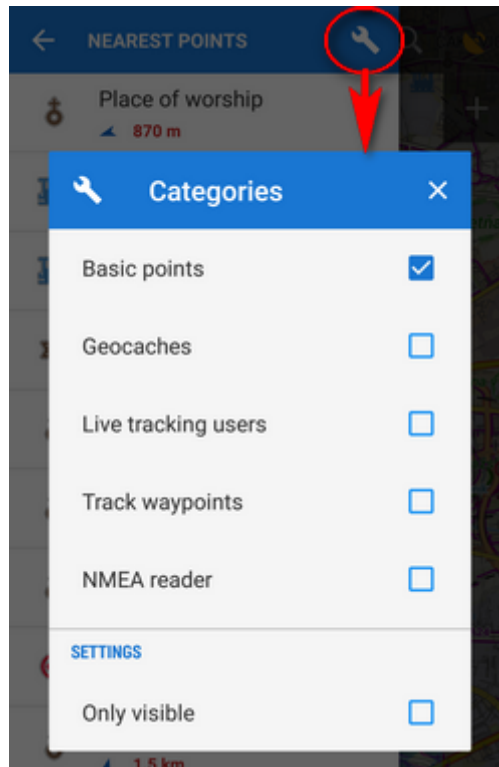 NEAREST POINTS
Place of worship
870 m
Categories
Basic points
Geocaches
Live tracking users
Track waypoints
NMEA reader
SETTINGS
Only visible
1.5 km